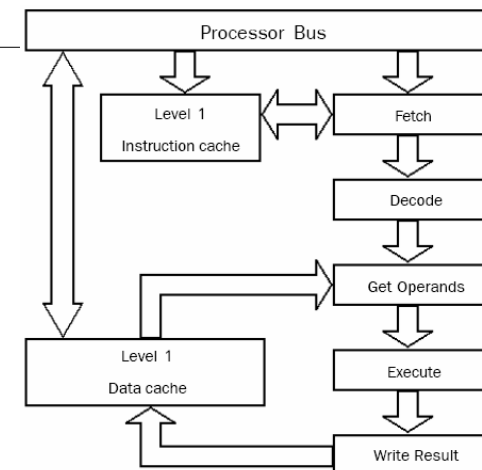 Processor Bus
Level 1
Instruction cache
Fetch
Decode
Get Operands
Level 1
Data cache
Execute
Write Result